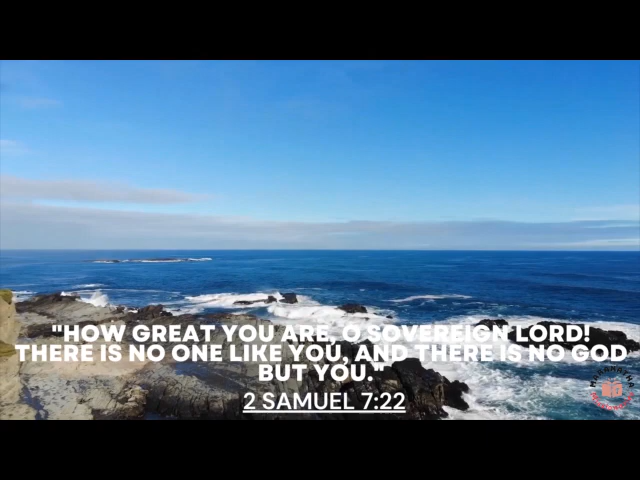 "HOW GREAT YOU ARE, O SOVEREIGN LORD!
THERE IS NO ONE LIKE YOU, AND THERE IS NO GOD
BUT YOU."
2 SAMUEL 7:22